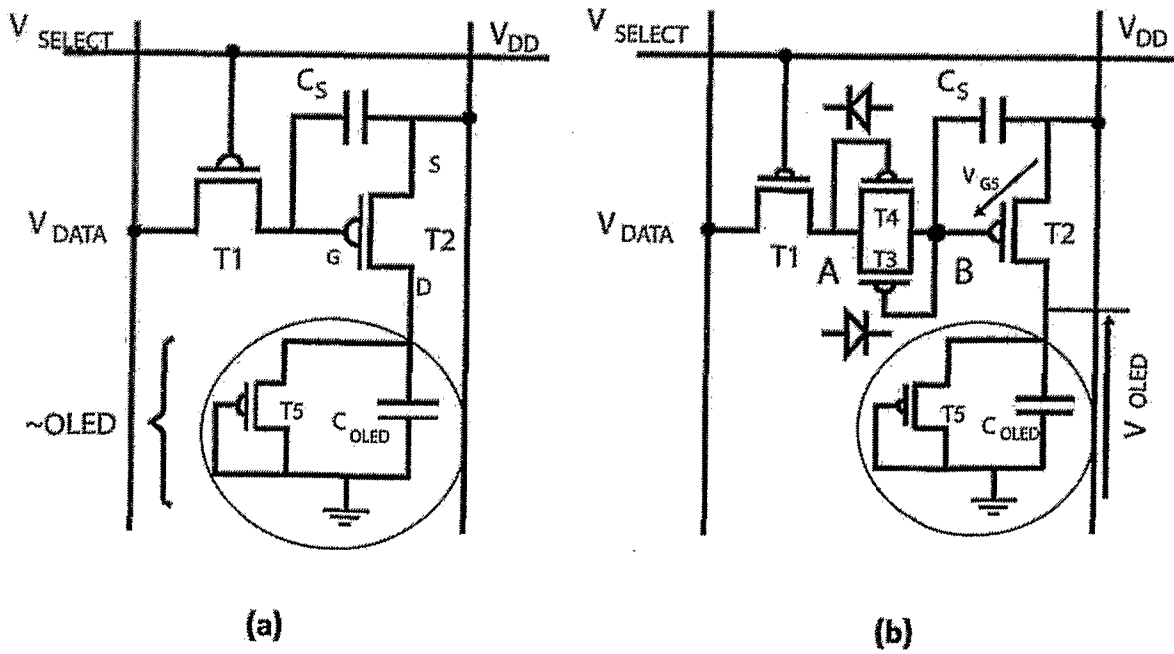 V SELECT
V DD
C S
S
V DATA
T1
G
T2
D
~OLED
T5
C OLED
(a)
V SELECT
V DD
C S
V GS
V DATA
T4
T2
T1
T3
A
B
T5
C OLED
V OLED
(b)